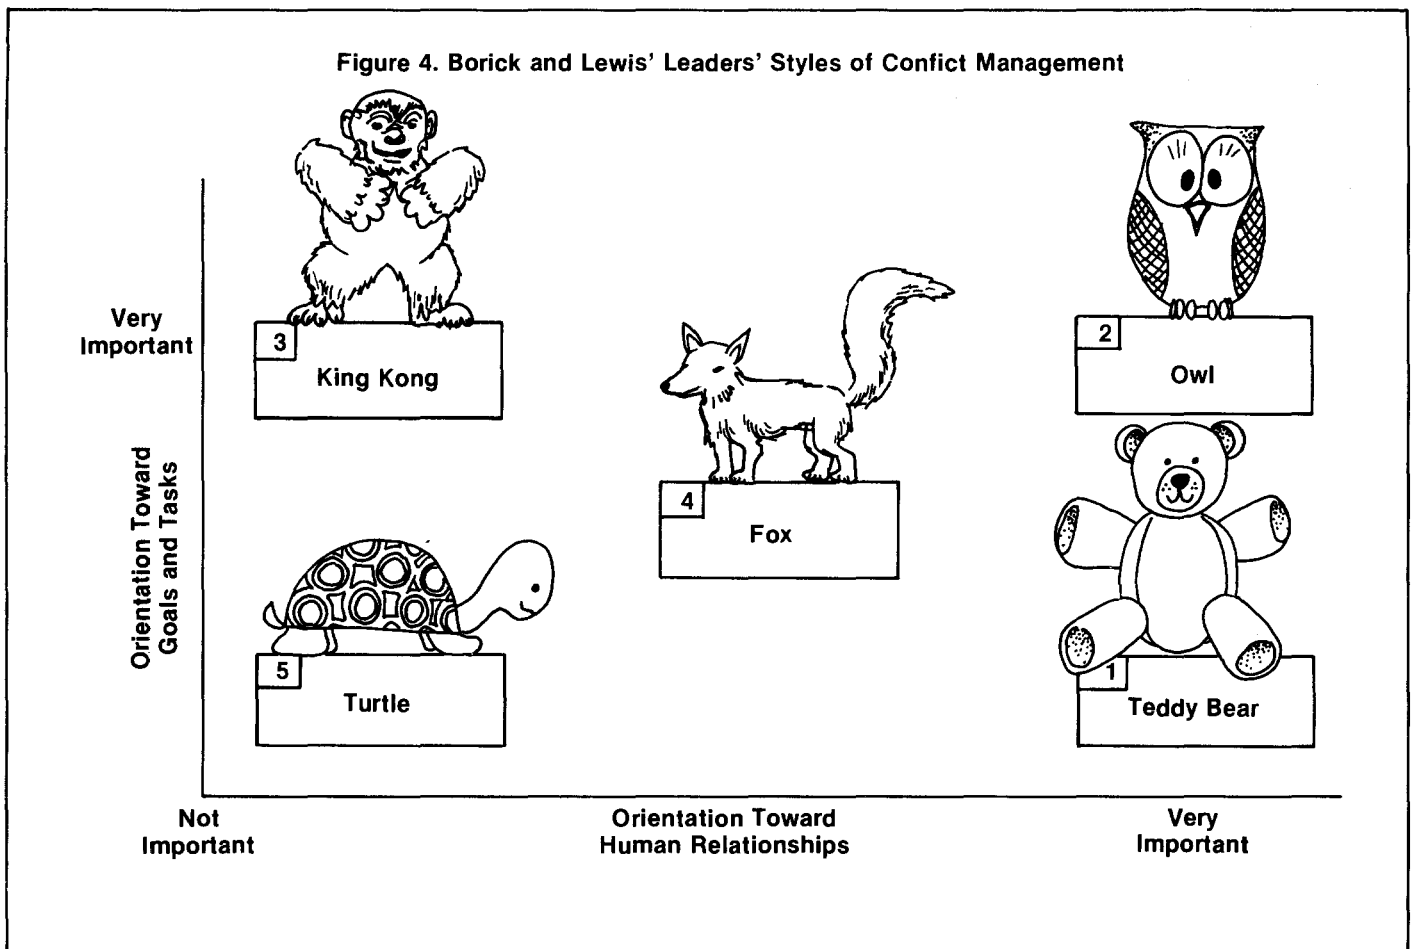 Figure 4. Borick and Lewis' Leaders' Styles of Confict Management
Very
Important
3
King Kong
2
Owl
4
Fox
Orientation Toward
Goals and Tasks
5
Turtle
1
Teddy Bear
Not
Important
Orientation Toward
Human Relationships
Very
Important